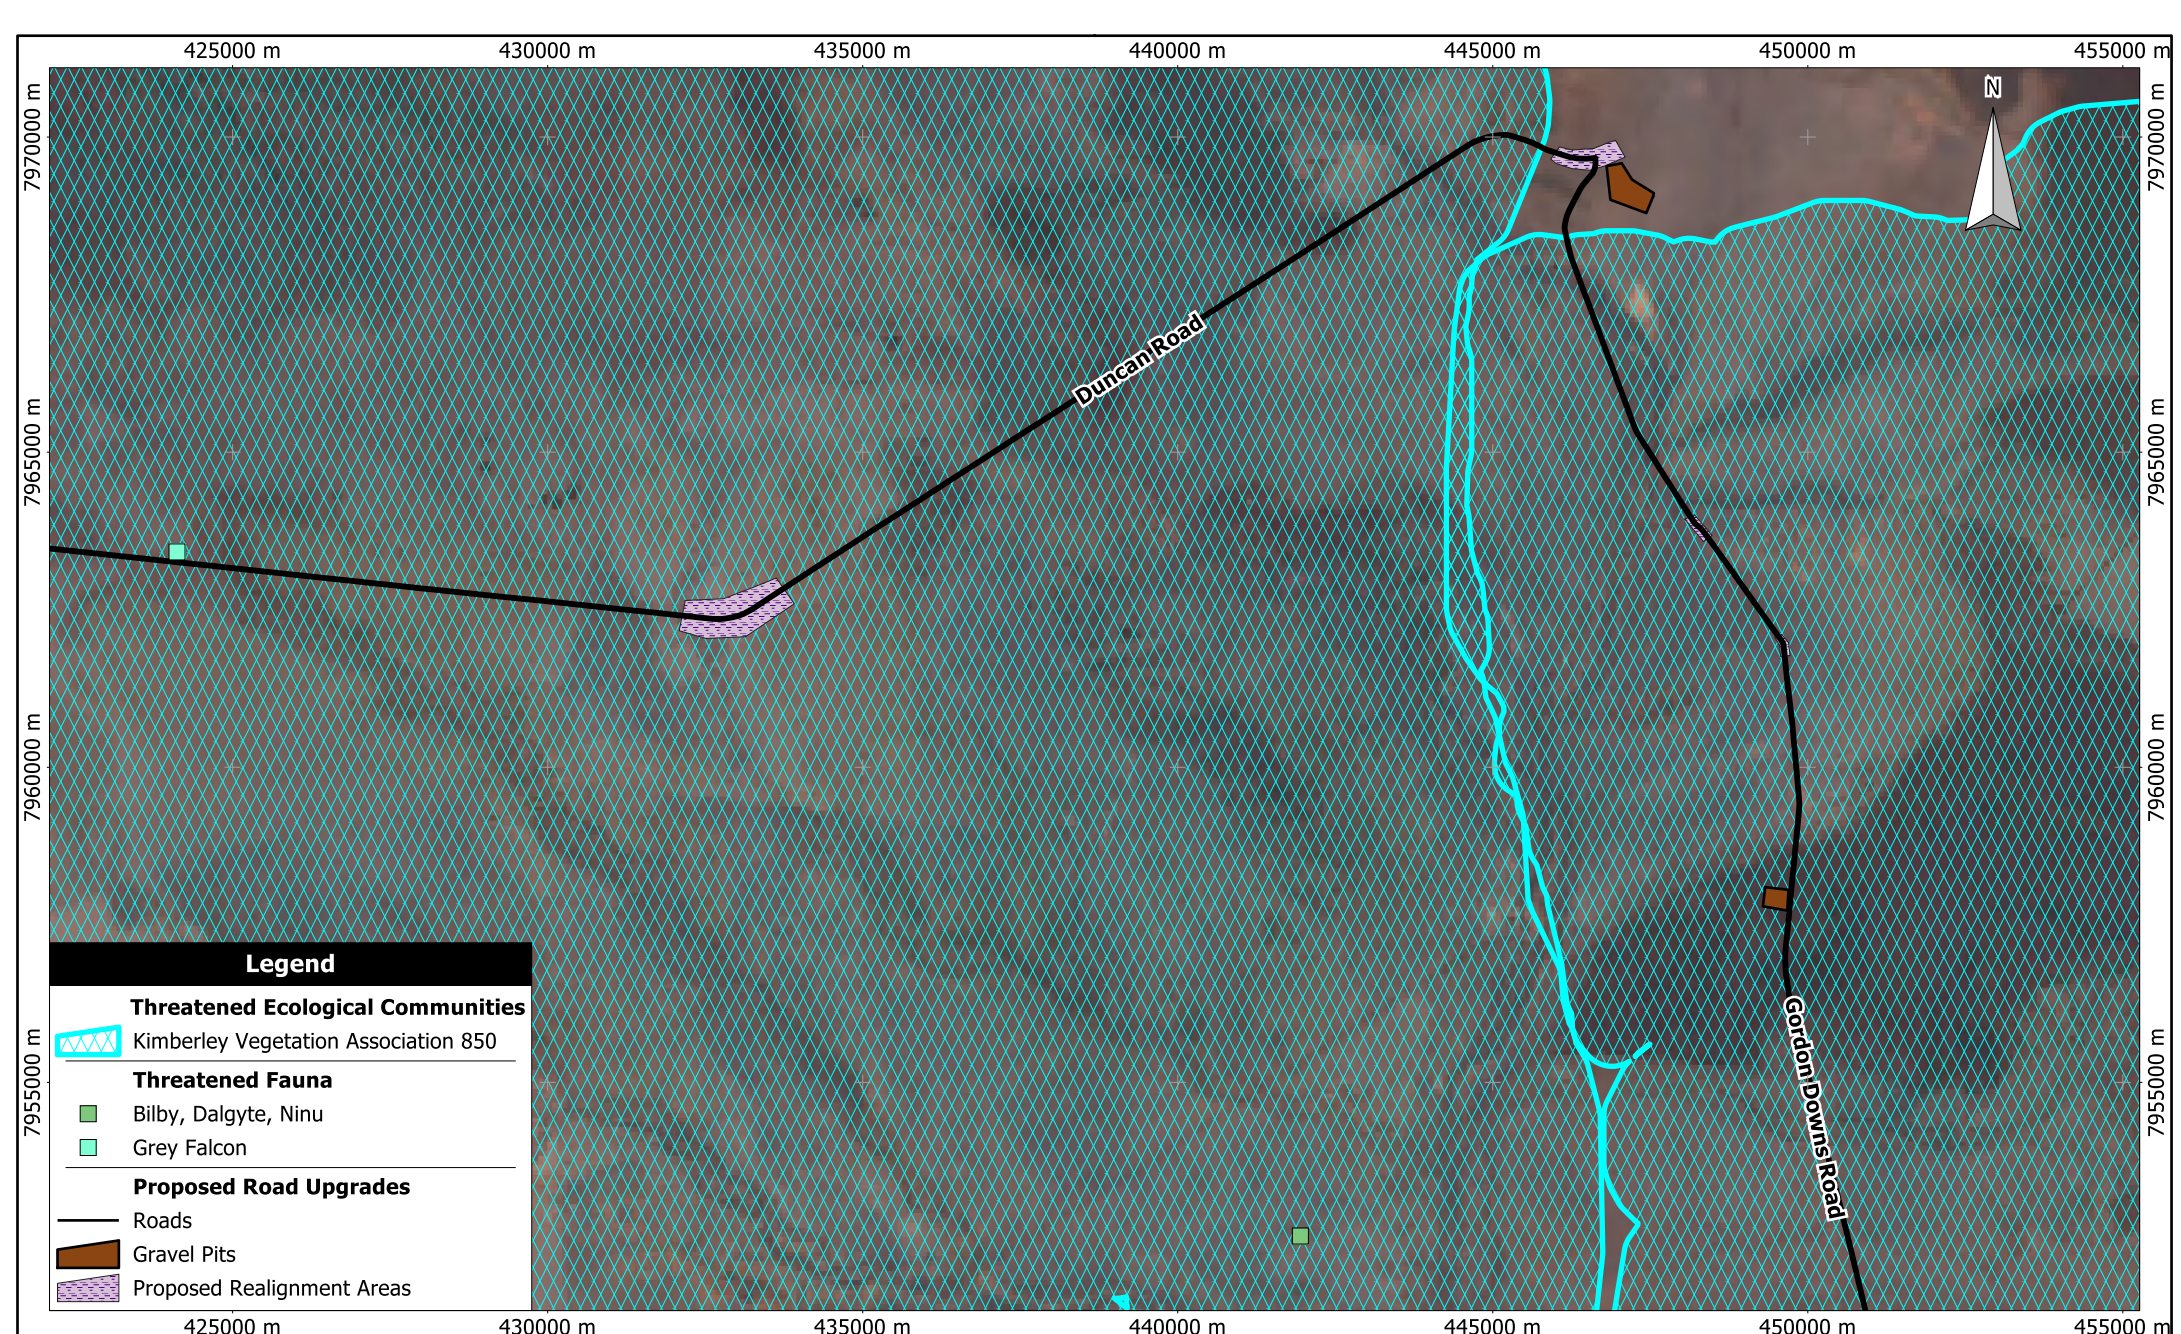 425000 m 430000 m 435000 m 440000 m 445000 m 450000 m 455000 m
7970000 m
7965000 m
7960000 m
7955000 m
N
Duncan Road
Gordon Downs Road
7970000 m
7965000 m
7960000 m
7955000 m
Legend
Threatened Ecological Communities
Kimberley Vegetation Association 850
Threatened Fauna
Bilby, Dalgyte, Ninu
Grey Falcon
Proposed Road Upgrades
Roads
Gravel Pits
Proposed Realignment Areas
425000 m 430000 m 435000 m 440000 m 445000 m 450000 m 455000 m